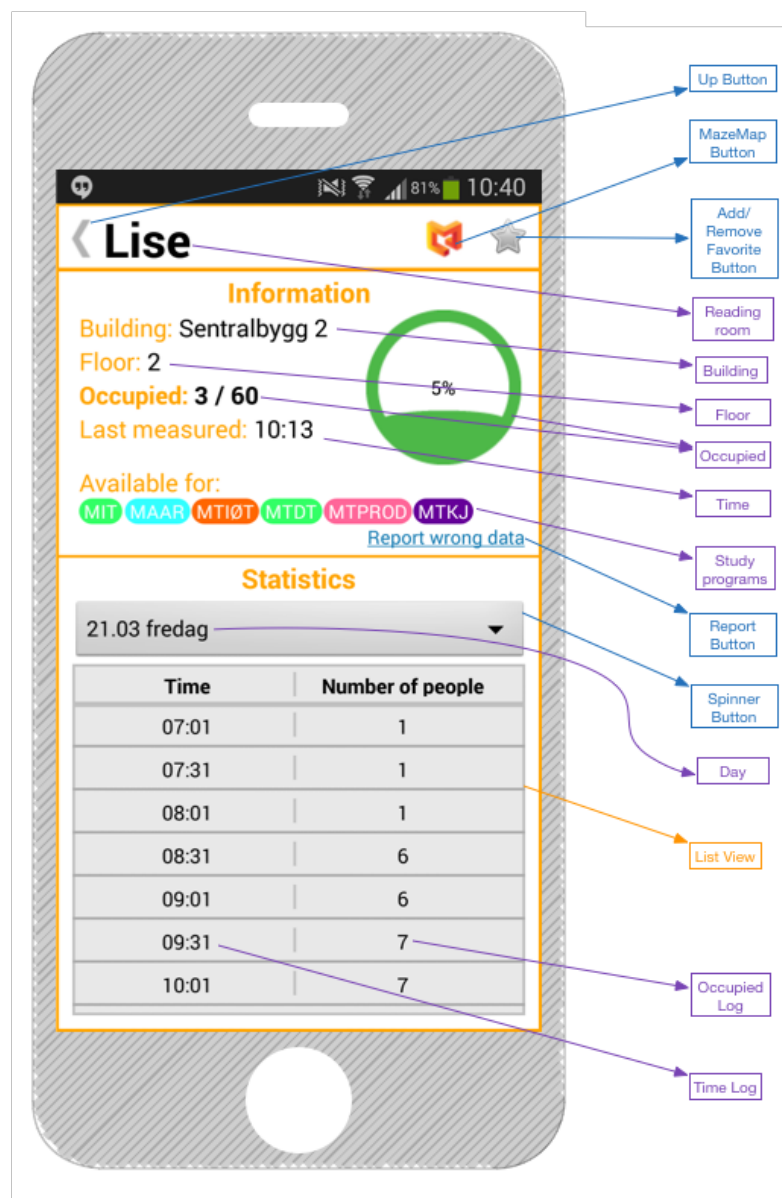 81% 10:40
Lise
Information
Building: Sentralbygg 2
Floor: 2
Occupied: 3 / 60
Last measured: 10:13
5%
Available for:
MIT MAAR MTIØT MTDT MTPROD MTKJ
Report wrong data
Statistics
21.03 fredag
Time Number of people
07:01 1
07:31 1
08:01 1
08:31 6
09:01 6
09:31 7
10:01 7
Up Button
MazeMap
Button
Add/
Remove
Favorite
Button
Reading
room
Building
Floor
Occupied
Time
Study
programs
Report
Button
Spinner
Button
Day
List View
Occupied
Log
Time Log